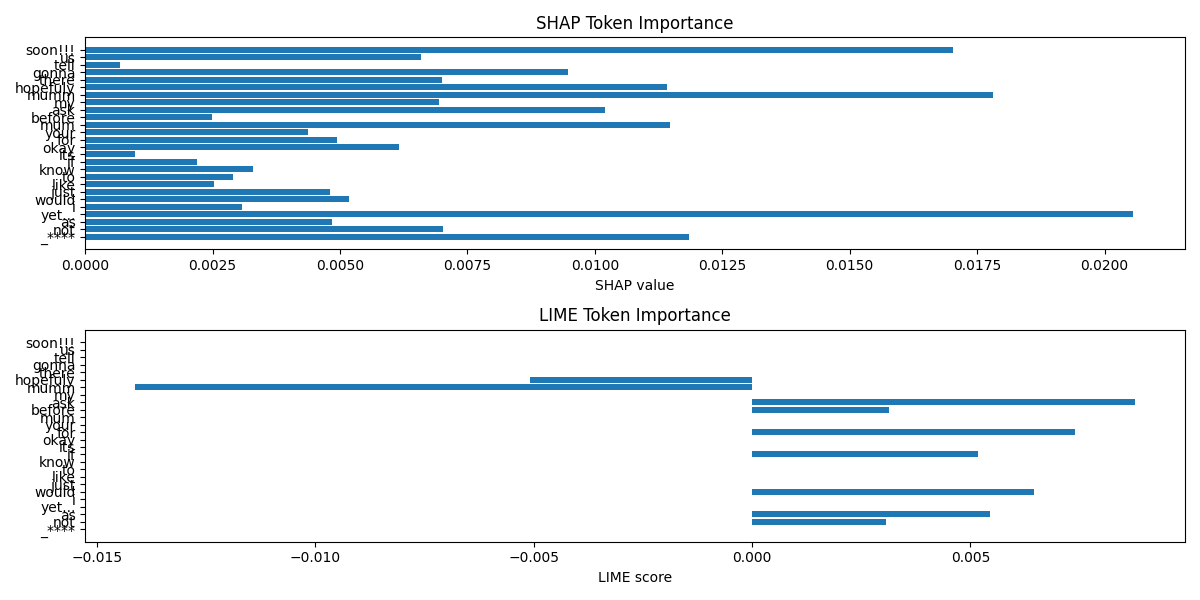 SHAP Token Importance
soon!!!
us
tell
gonna
there
hopefuly
mumm
my
ask
before
mum
your
for
okay
its
if
know
to
like
just
would
i
yet...
as
not
_****
0.0000 0.0025 0.0050 0.0075 0.0100 0.0125 0.0150 0.0175 0.0200
SHAP value
LIME Token Importance
soon!!!
us
tell
gonna
there
hopefuly
mumm
my
ask
before
mum
your
for
okay
its
if
know
to
like
just
would
i
yet...
as
not
_****
−0.015 −0.010 −0.005 0.000 0.005
LIME score